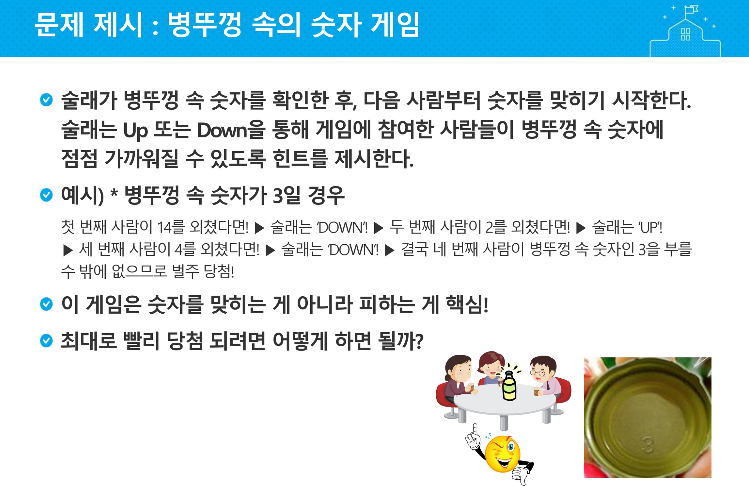 문제 제시 : 병뚜껑 속의 숫자 게임
술래가 병뚜껑 속 숫자를 확인한 후, 다음 사람부터 숫자를 맞히기 시작한다.
술래는 Up 또는 Down을 통해 게임에 참여한 사람들이 병뚜껑 속 숫자에
점점 가까워질 수 있도록 힌트를 제시한다.
예시) * 병뚜껑 속 숫자가 3일 경우
첫 번째 사람이 14를 외쳤다면! ▶ 술래는 'DOWN'! ▶ 두 번째 사람이 2를 외쳤다면! ▶ 술래는 'UP'!
▶ 세 번째 사람이 4를 외쳤다면! ▶ 술래는 'DOWN'! ▶ 결국 네 번째 사람이 병뚜껑 속 숫자인 3을 부를
수 밖에 없으므로 벌주 당첨!
이 게임은 숫자를 맞히는 게 아니라 피하는 게 핵심!
최대로 빨리 당첨 되려면 어떻게 하면 될까?
3